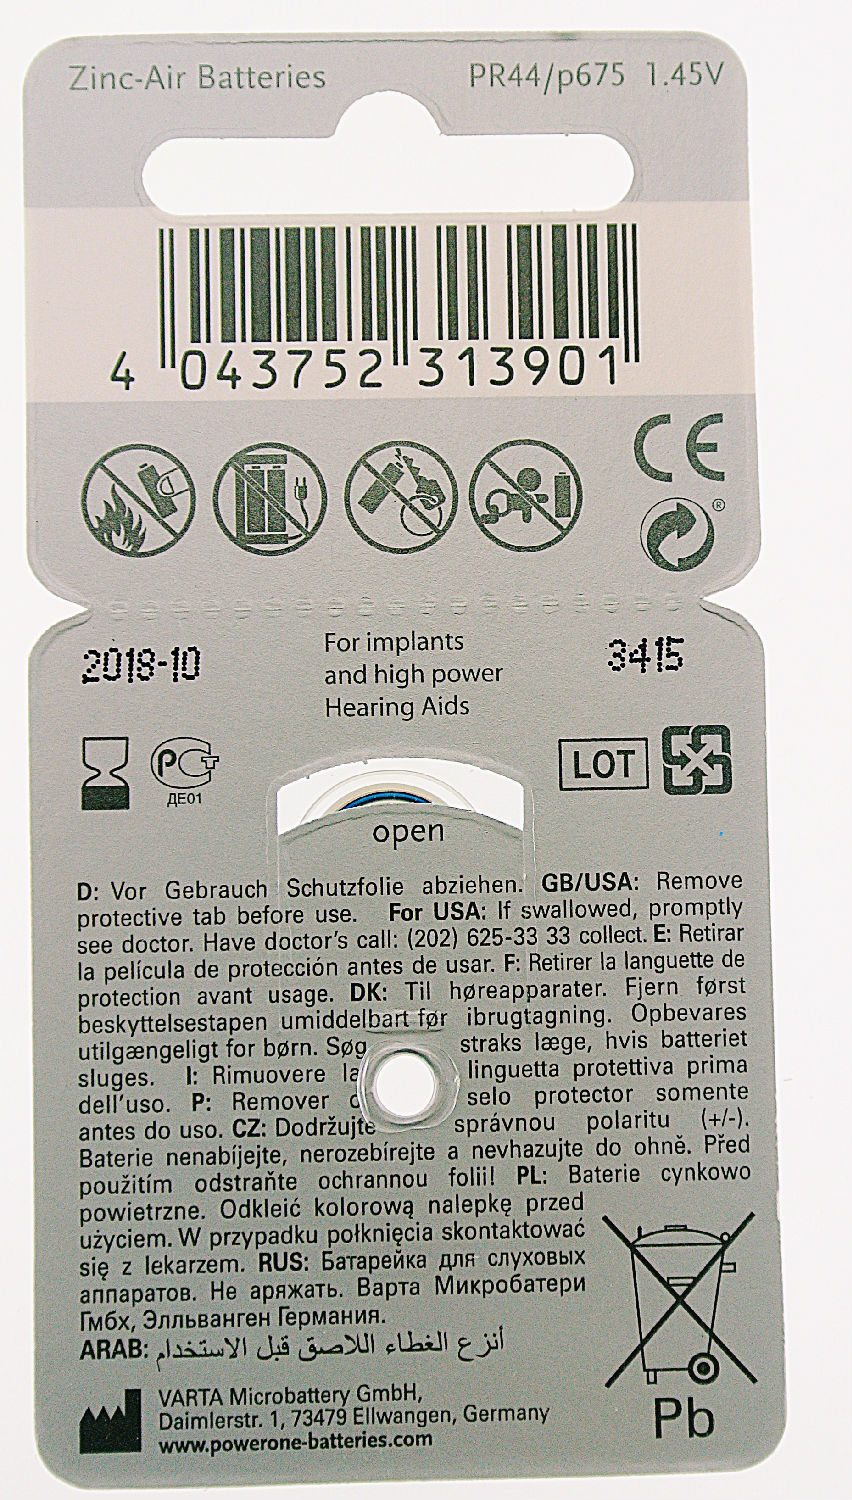 Zinc-Air Batteries PR44/p675 1.45V
4 043752 313901
CE
®
2018-10 For implants 3415
and high power
Hearing Aids
PCT LOT
ДЕ01
open
D: Vor Gebrauch Schutzfolie abziehen. GB/USA: Remove
protective tab before use. For USA: If swallowed, promptly
see doctor. Have doctor's call: (202) 625-33 33 collect. E: Retirar
la película de protección antes de usar. F: Retirer la languette de
protection avant usage. DK: Til høreapparater. Fjern først
beskyttelsestapen umiddelbart før ibrugtagning. Opbevares
utilgængeligt for børn. Søg straks læge, hvis batteriet
sluges. I: Rimuovere la linguetta protettiva prima
dell'uso. P: Remover selo protector somente
antes do uso. CZ: Dodržujte správnou polaritu (+/-).
Baterie nenabíjejte, nerozebírejte a nevhazujte do ohně. Před
použitím odstraňte ochrannou folii! PL: Baterie cynkowo
powietrzne. Odkleić kolorową nalepkę przed
użyciem. W przypadku połknięcia skontaktować
się z lekarzem. RUS: Батарейка для слуховых
аппаратов. Не аряжать. Варта Микробатери
Гмбх, Элльванген Германия.
ARAB: أنزع الغطاء اللاصق قبل الاستخدام
VARTA Microbattery GmbH,
Daimlerstr. 1, 73479 Ellwangen, Germany
www.powerone-batteries.com
Pb